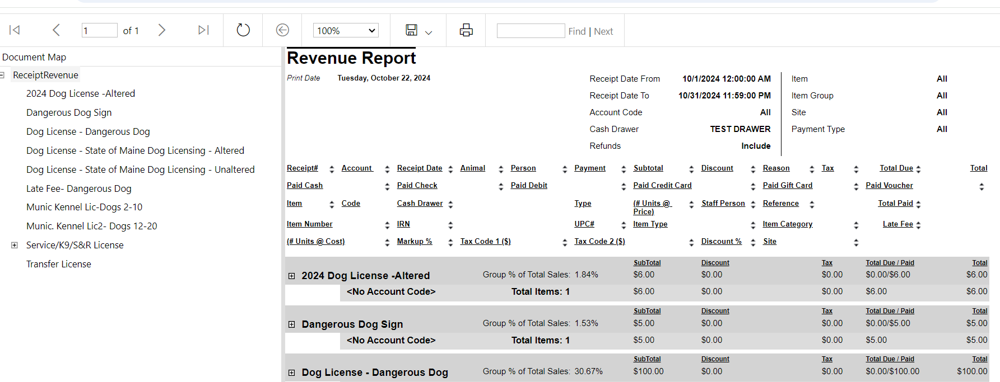 1 of 1 100% Find | Next
Document Map
ReceiptRevenue
2024 Dog License -Altered
Dangerous Dog Sign
Dog License - Dangerous Dog
Dog License - State of Maine Dog Licensing - Altered
Dog License - State of Maine Dog Licensing - Unaltered
Late Fee- Dangerous Dog
Munic Kennel Lic-Dogs 2-10
Munic. Kennel Lic2- Dogs 12-20
Service/K9/S&R License
Transfer License
Revenue Report
Print Date Tuesday, October 22, 2024
Receipt Date From 10/1/2024 12:00:00 AM Item All
Receipt Date To 10/31/2024 11:59:00 PM Item Group All
Account Code All Site All
Cash Drawer TEST DRAWER Payment Type All
Refunds Include
Receipt# Account Receipt Date Animal Person Payment Subtotal Discount Reason Tax Total Due Total
Paid Cash Paid Check Paid Debit Paid Credit Card Paid Gift Card Paid Voucher
Item Code Cash Drawer Type (# Units @ Staff Person Reference Total Paid
Price)
Item Number IRN UPC# Item Type Item Category Late Fee
(# Units @ Cost) Markup % Tax Code 1 ($) Tax Code 2 ($) Discount % Site
SubTotal Discount Tax Total Due / Paid Total
2024 Dog License -Altered Group % of Total Sales: 1.84% $6.00 $0.00 $0.00 $0.00/$6.00 $6.00
<No Account Code> Total Items: 1 $6.00 $0.00 $0.00 $6.00 $6.00
SubTotal Discount Tax Total Due / Paid Total
Dangerous Dog Sign Group % of Total Sales: 1.53% $5.00 $0.00 $0.00 $0.00/$5.00 $5.00
<No Account Code> Total Items: 1 $5.00 $0.00 $0.00 $5.00 $5.00
SubTotal Discount Tax Total Due / Paid Total
Dog License - Dangerous Dog Group % of Total Sales: 30.67% $100.00 $0.00 $0.00 $0.00/$100.00 $100.00